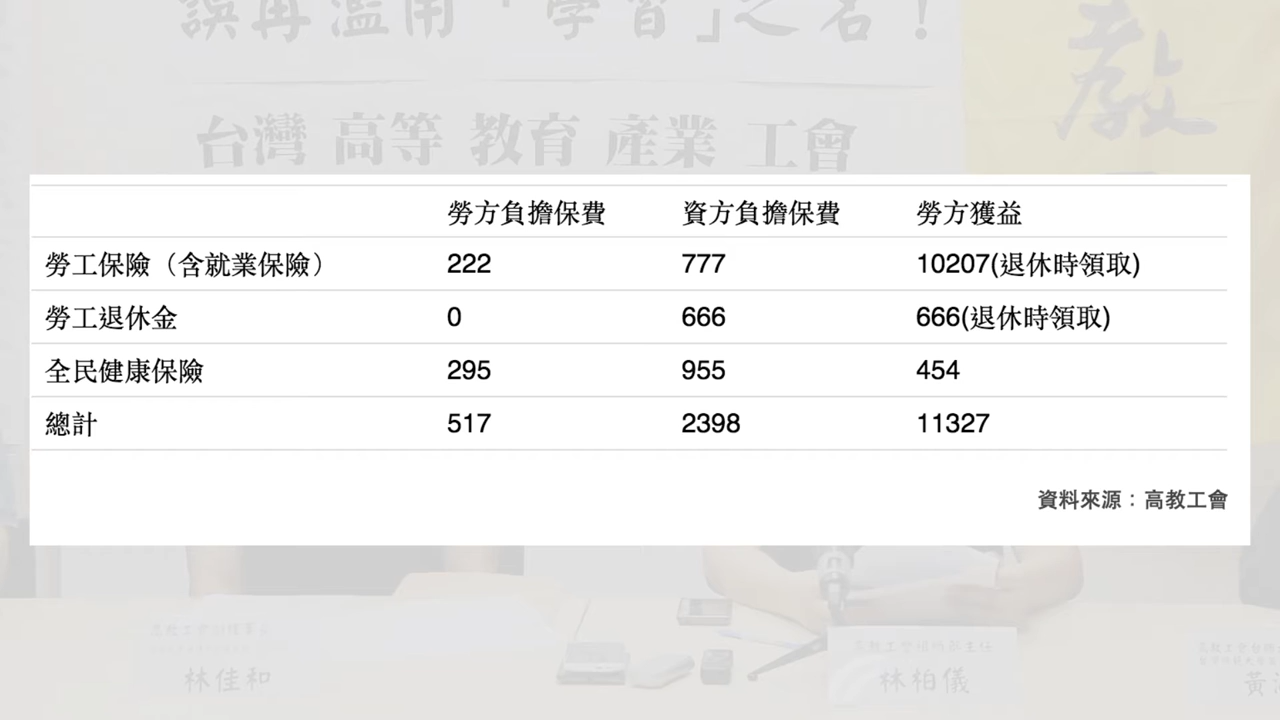 誤再濫用「學習」之名！
台灣 高等 教育 產業 工會
教
勞方負擔保費 資方負擔保費 勞方獲益
勞工保險（含就業保險） 222 777 10207(退休時領取)
勞工退休金 0 666 666(退休時領取)
全民健康保險 295 955 454
總計 517 2398 11327
資料來源：高教工會
林佳和
林柏儀